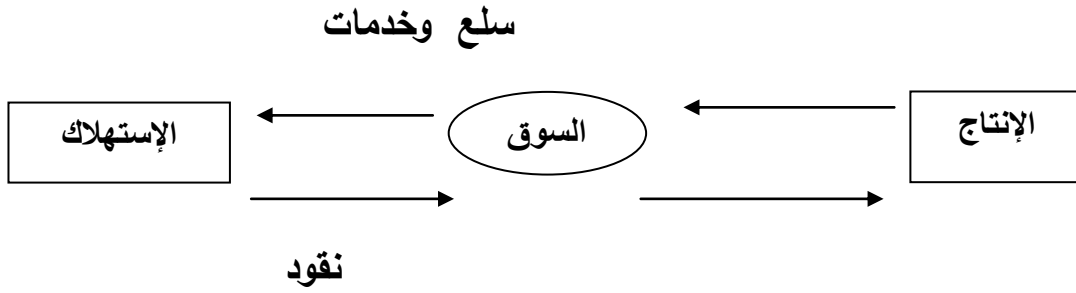 سلع وخدمات
الإنتاج
السوق
الإستهلاك
نقود